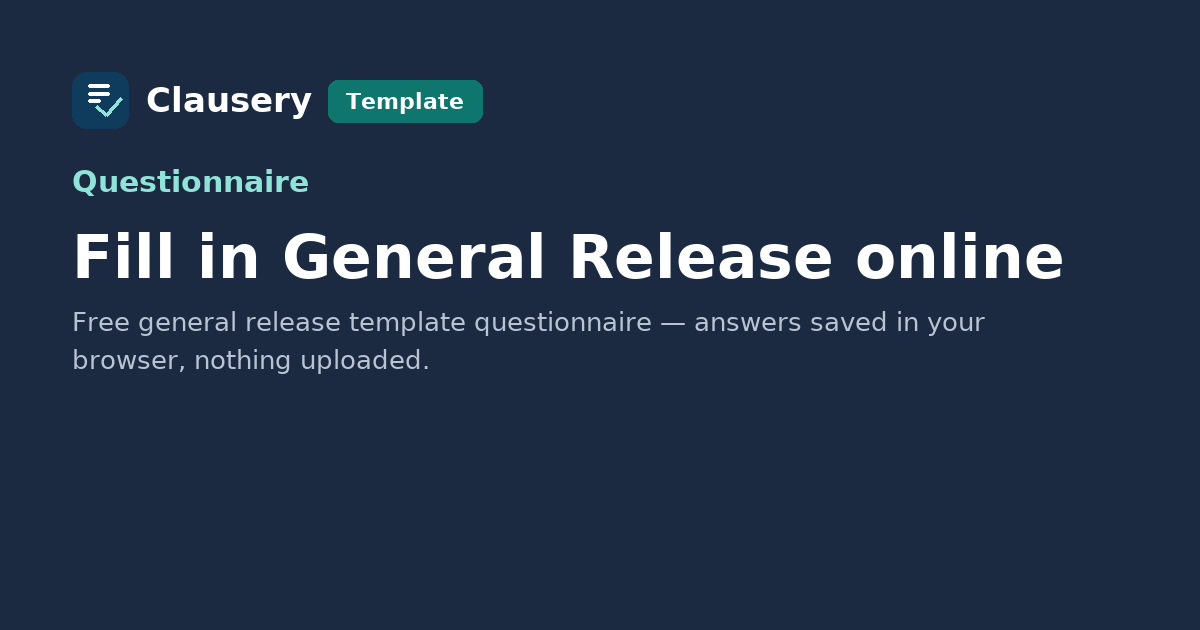 Clausery Template
Questionnaire
Fill in General Release online
Free general release template questionnaire — answers saved in your
browser, nothing uploaded.